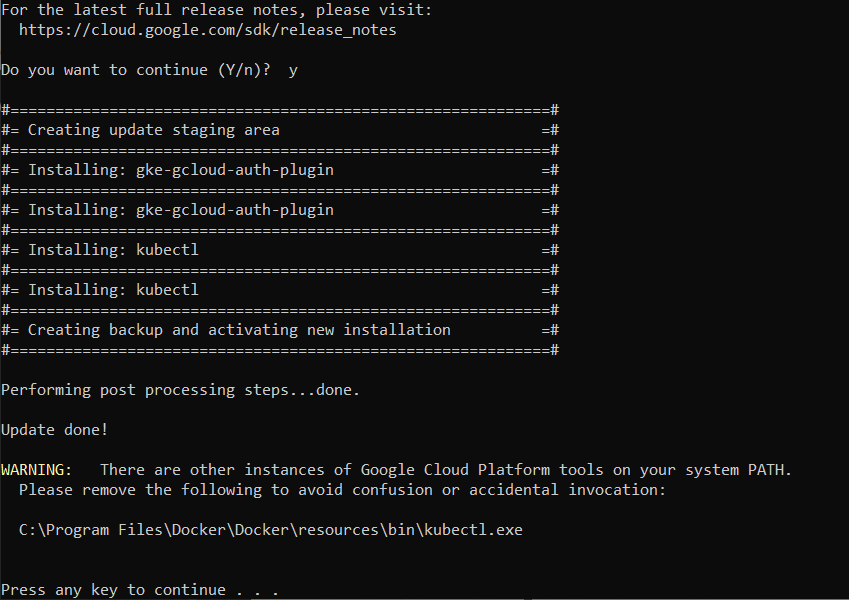 For the latest full release notes, please visit:
  https://cloud.google.com/sdk/release_notes

Do you want to continue (Y/n)?  y

#============================================================#
#= Creating update staging area                             =#
#============================================================#
#= Installing: gke-gcloud-auth-plugin                       =#
#============================================================#
#= Installing: gke-gcloud-auth-plugin                       =#
#============================================================#
#= Installing: kubectl                                      =#
#============================================================#
#= Installing: kubectl                                      =#
#============================================================#
#= Creating backup and activating new installation          =#
#============================================================#

Performing post processing steps...done.

Update done!

WARNING:   There are other instances of Google Cloud Platform tools on your system PATH.
  Please remove the following to avoid confusion or accidental invocation:

  C:\Program Files\Docker\Docker\resources\bin\kubectl.exe


Press any key to continue . . .